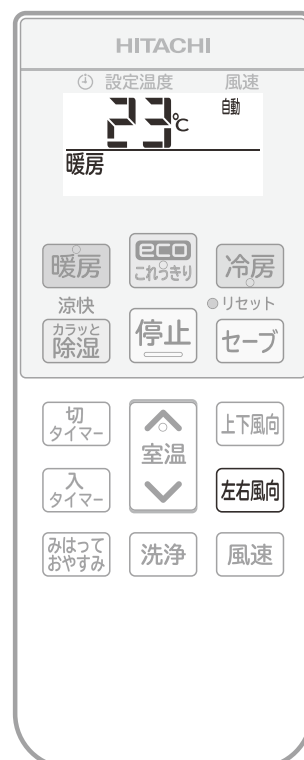 HITACHI
設定温度 風速
23℃ 自動
暖房
暖房
eco
これっきり
冷房
涼快
リセット
カラッと
除湿
停止
セーブ
切
タイマー
室温
上下風向
入
タイマー
左右風向
みはって
おやすみ
洗浄
風速